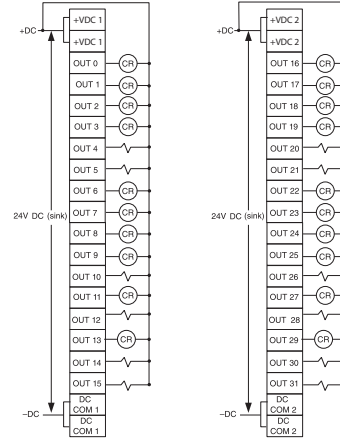 +VDC 1
+DC
+VDC 1
OUT 0 CR
OUT 1 CR
OUT 2 CR
OUT 3 CR
OUT 4
OUT 5
OUT 6 CR
24V DC (sink) OUT 7 CR
OUT 8 CR
OUT 9 CR
OUT 10
OUT 11 CR
OUT 12
OUT 13 CR
OUT 14
OUT 15
DC
COM 1
-DC
DC
COM 1
+VDC 2
+DC
+VDC 2
OUT 16 CR
OUT 17 CR
OUT 18 CR
OUT 19 CR
OUT 20
OUT 21
OUT 22 CR
24V DC (sink) OUT 23 CR
OUT 24 CR
OUT 25 CR
OUT 26
OUT 27 CR
OUT 28
OUT 29 CR
OUT 30
OUT 31
DC
COM 2
-DC
DC
COM 2